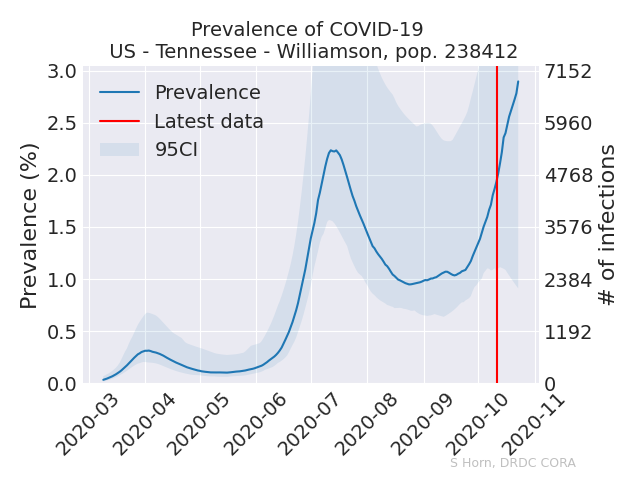 Prevalence of COVID-19
US - Tennessee - Williamson, pop. 238412
Prevalence
Latest data
95CI
Prevalence (%)
3.0
2.5
2.0
1.5
1.0
0.5
0.0
7152
5960
4768
3576
2384
1192
0
# of infections
2020-03
2020-04
2020-05
2020-06
2020-07
2020-08
2020-09
2020-10
2020-11
S Horn, DRDC CORA